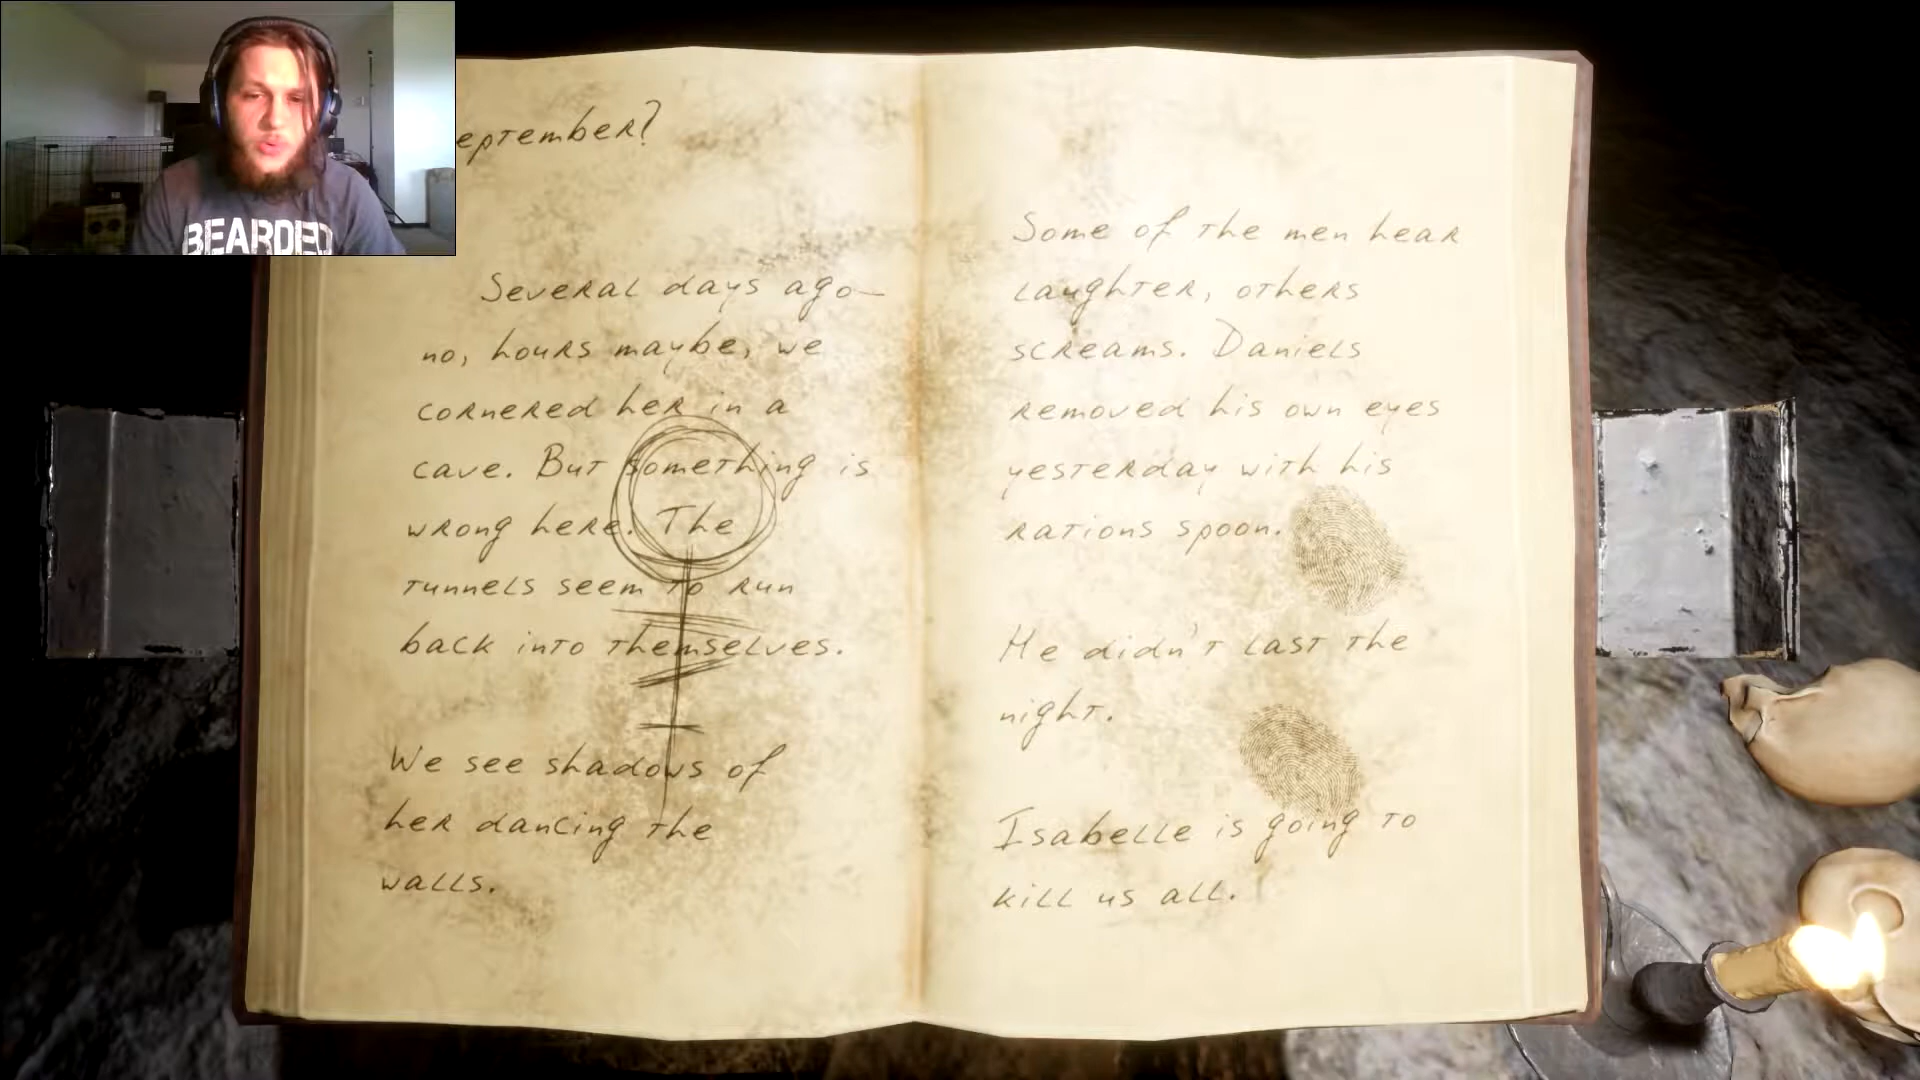 BEARDED
eptember?
Several days ago—
no, hours maybe, we
cornered her in a
cave. But something is
wrong here. The
tunnels seem to run
back into themselves.
We see shadows of
her dancing the
walls.
Some of the men hear
laughter, others
screams. Daniels
removed his own eyes
yesterday with his
rations spoon.
He didn't last the
night.
Isabelle is going to
kill us all.